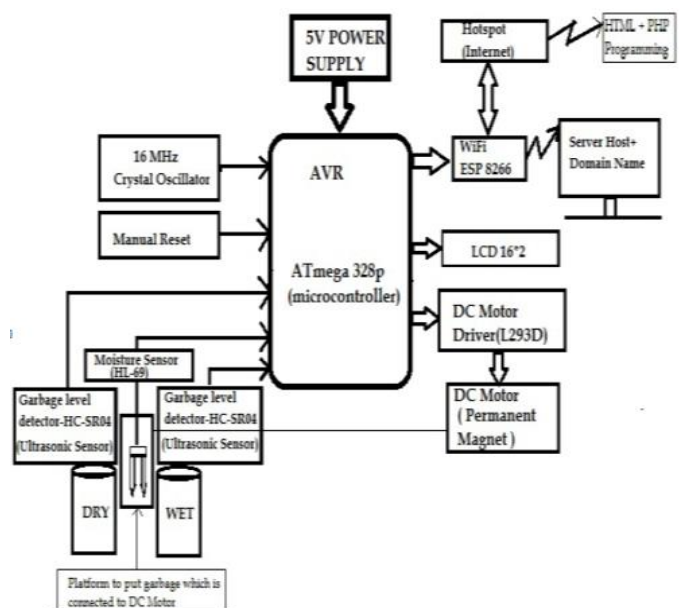 5V POWER
SUPPLY
Hotspot
(Internet)
HTML + PHP
Programming
16 MHz
Crystal Oscillator
AVR
WiFi
ESP 8266
Server Host+
Domain Name
Manual Reset
LCD 16*2
ATmega 328p
(microcontroller)
DC Motor
Driver(L293D)
Moisture Sensor
(HL-69)
Garbage level
detector-HC-SR04
(Ultrasonic Sensor)
Garbage level
detector-HC-SR04
(Ultrasonic Sensor)
DC Motor
( Permanent
Magnet )
DRY
WET
Platform to put garbage which is
connected to DC Motor